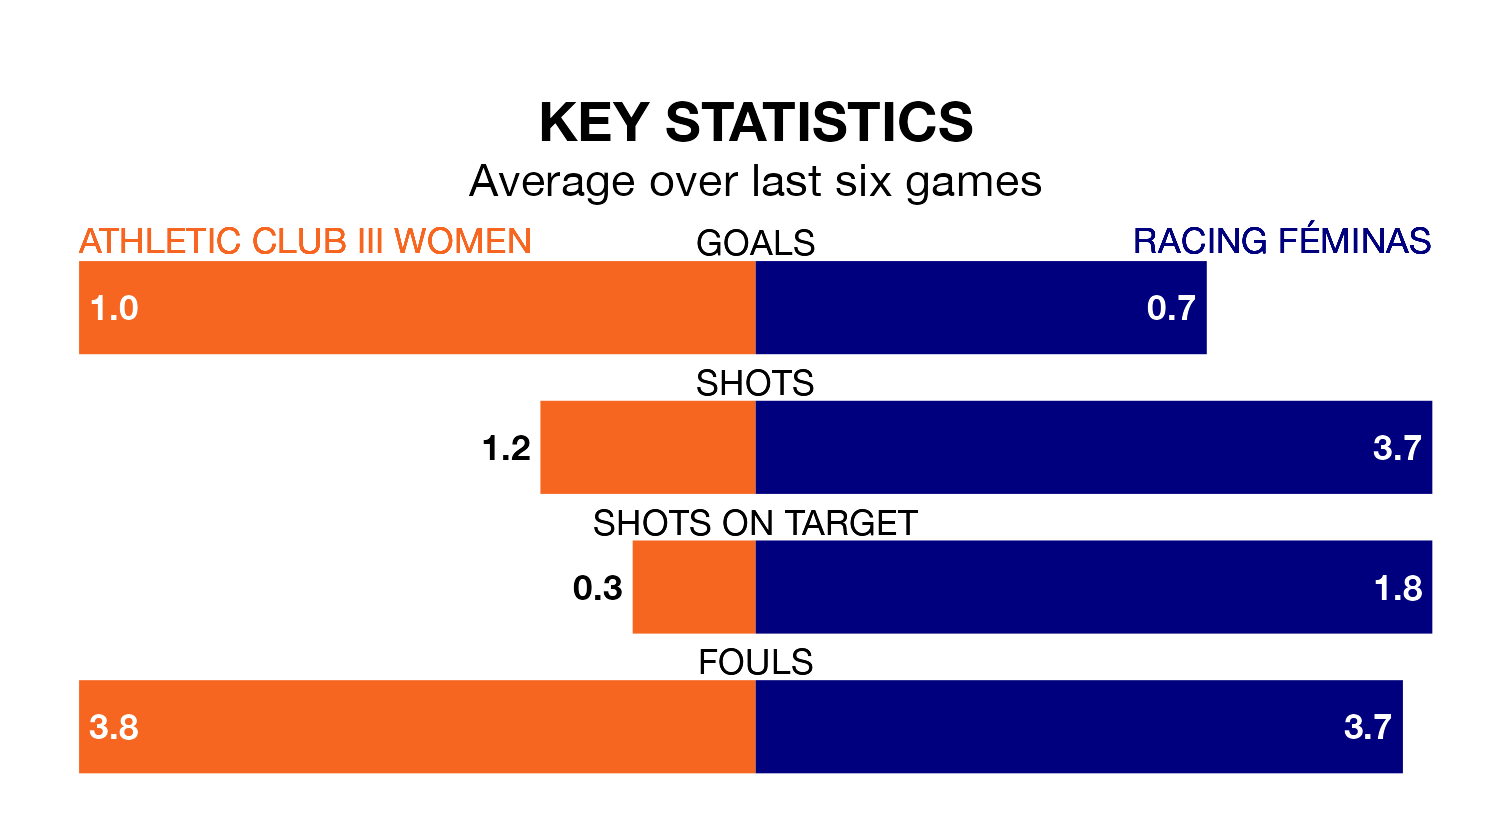 KEY STATISTICS
Average over last six games
ATHLETIC CLUB III WOMEN GOALS RACING FÉMINAS
1.0 0.7
SHOTS
1.2 3.7
SHOTS ON TARGET
0.3 1.8
FOULS
3.8 3.7